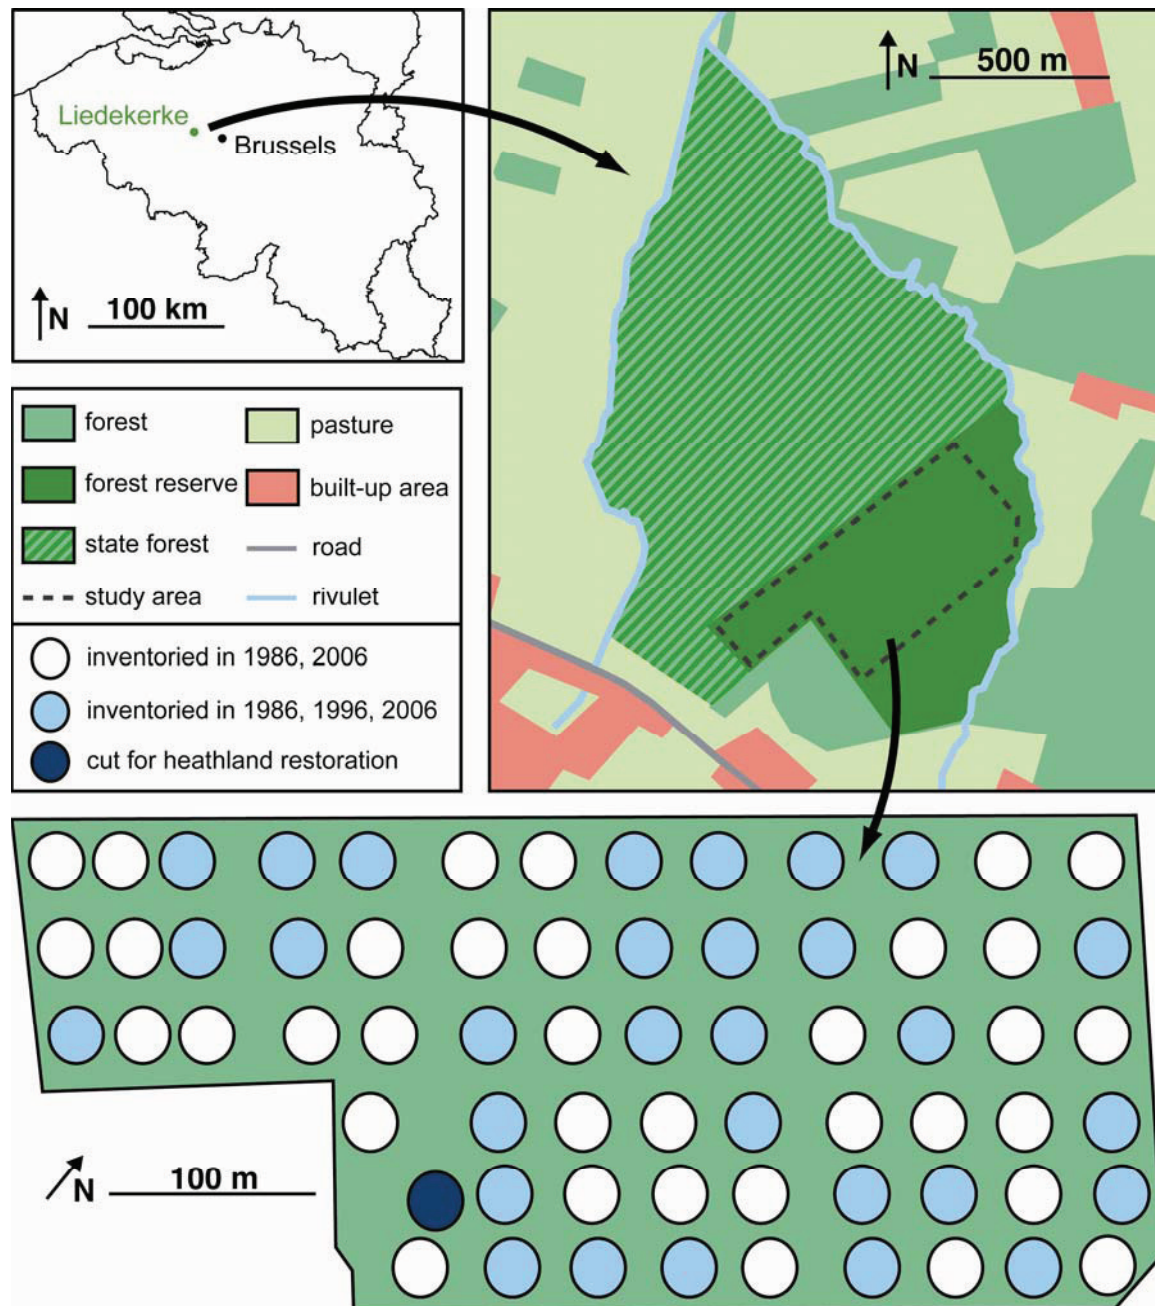 Liedekerke
Brussels
N
100 km
N
500 m
forest
pasture
forest reserve
built-up area
state forest
road
study area
rivulet
inventoried in 1986, 2006
inventoried in 1986, 1996, 2006
cut for heathland restoration
N
100 m